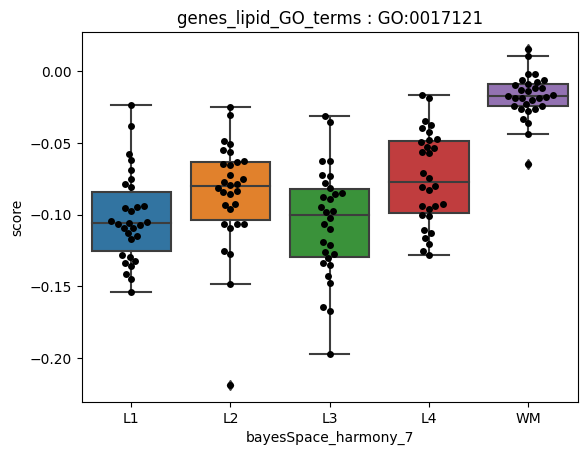 genes_lipid_GO_terms : GO:0017121
score
0.00
−0.05
−0.10
−0.15
−0.20
L1 L2 L3 L4 WM
bayesSpace_harmony_7